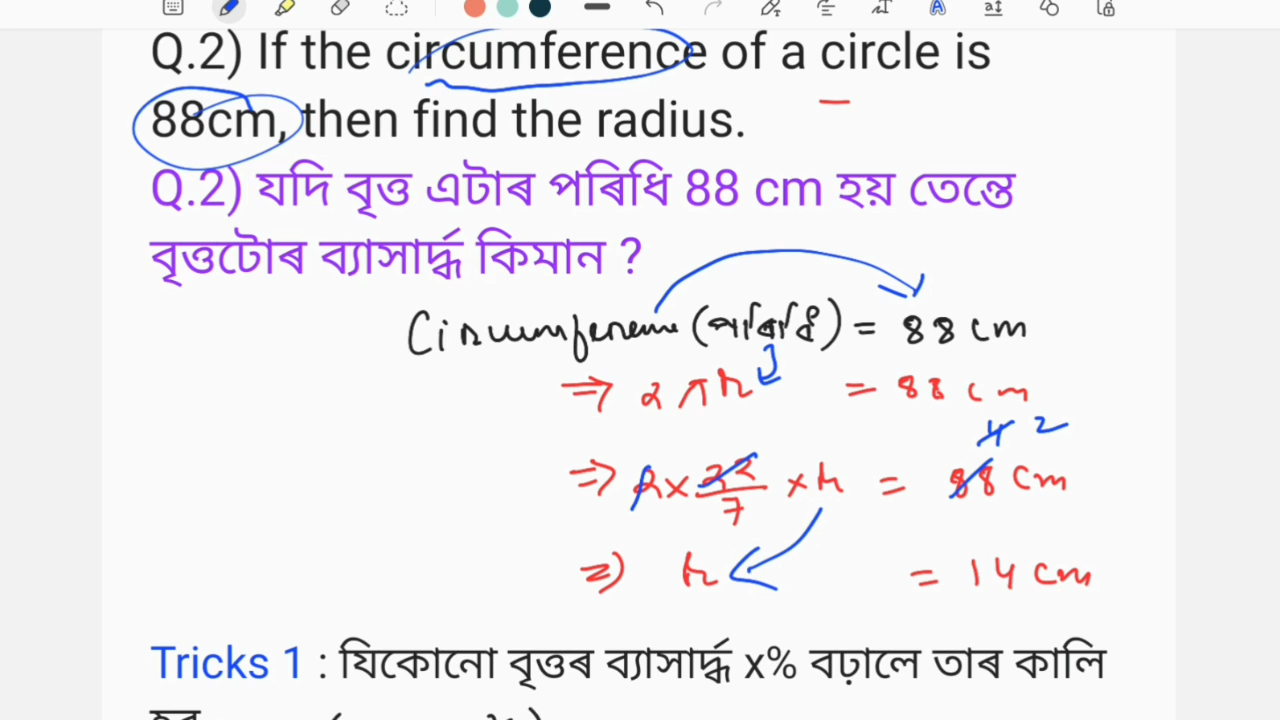 Q.2) If the circumference of a circle is
88cm, then find the radius.
Q.2) যদি বৃত্ত এটাৰ পৰিধি 88 cm হয় তেন্তে
বৃত্তটোৰ ব্যাসাৰ্দ্ধ কিমান ?
Circumference (পৰিধি) = 88 cm
⇒ 2πr = 88 cm
⇒ 2 × 22/7 × r = 88 cm 4 2
⇒ r = 14 cm
Tricks 1 : যিকোনো বৃত্তৰ ব্যাসাৰ্দ্ধ x% বঢ়ালে তাৰ কালি